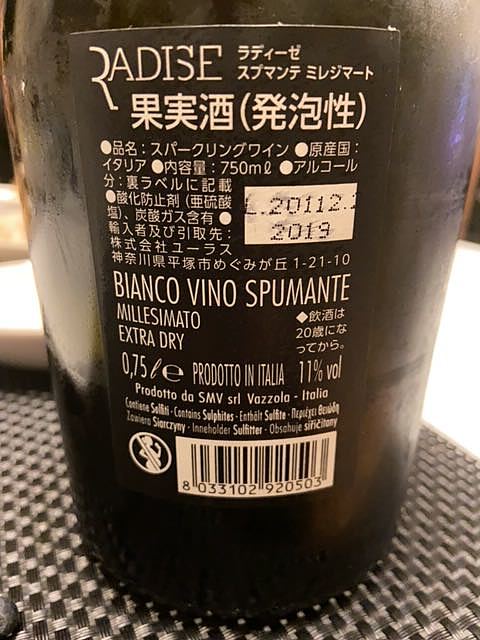 RADISE ラディーゼ
スプマンテ ミレジマート
果実酒(発泡性)
●品名:スパークリングワイン ●原産国:
イタリア ●内容量:750mℓ ●アルコール
分:裏ラベルに記載
●酸化防止剤(亜硫酸
塩)、炭酸ガス含有 ●
輸入者及び引取先:
株式会社ユーラス
神奈川県平塚市めぐみが丘1-21-10
L.20112.1
2019
BIANCO VINO SPUMANTE
MILLESIMATO
EXTRA DRY
◆飲酒は
20歳にな
ってから。
0,75 ℓ e PRODOTTO IN ITALIA 11% vol
Prodotto da SMV srl Vazzola - Italia
Contiene Solfiti - Contains Sulphites - Enthält Sulfite - Περιέχει Θειώδη
Zawiera Siarczyny - Inneholder Sulfitter - Obsahuje siřičitany
8 033102 920503